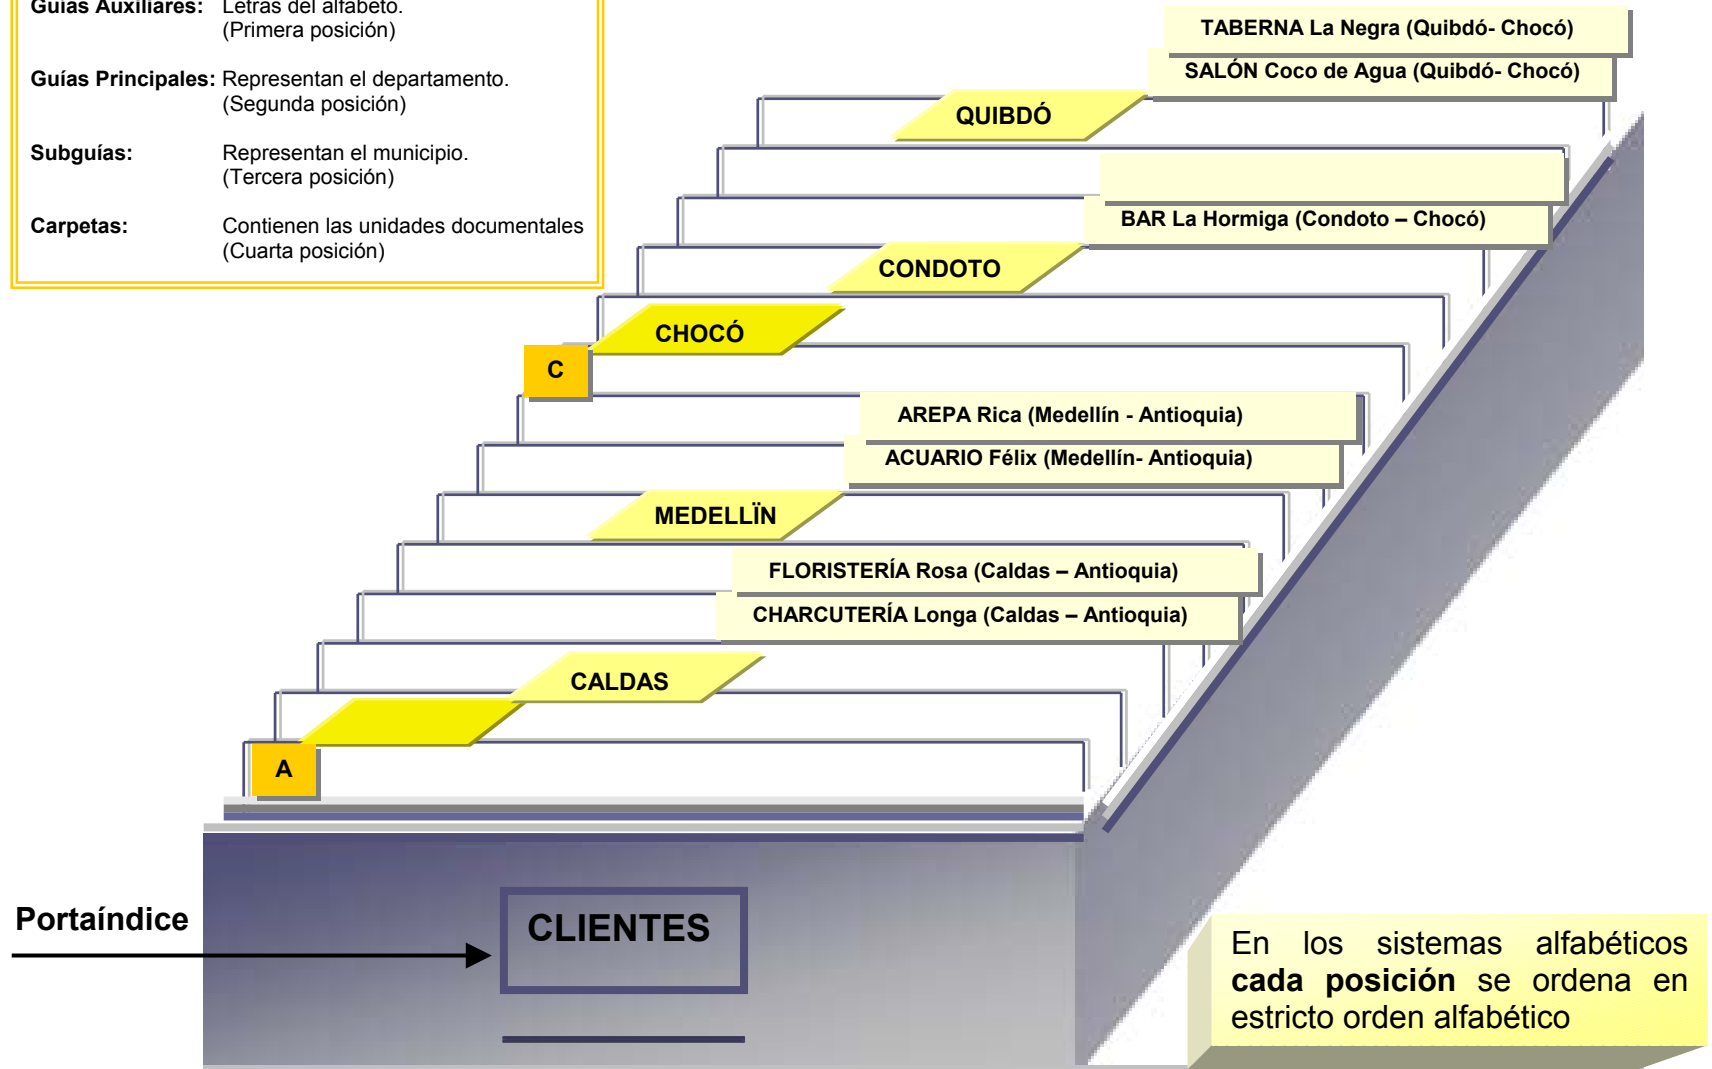 Guías Auxiliares: Letras del alfabeto.
(Primera posición)
Guías Principales: Representan el departamento.
(Segunda posición)
Subguías: Representan el municipio.
(Tercera posición)
Carpetas: Contienen las unidades documentales
(Cuarta posición)
TABERNA La Negra (Quibdó- Chocó)
SALÓN Coco de Agua (Quibdó- Chocó)
QUIBDÓ
BAR La Hormiga (Condoto – Chocó)
CONDOTO
CHOCÓ
C
AREPA Rica (Medellín - Antioquia)
ACUARIO Félix (Medellín- Antioquia)
MEDELLÏN
FLORISTERÍA Rosa (Caldas – Antioquia)
CHARCUTERÍA Longa (Caldas – Antioquia)
CALDAS
A
Portaíndice
CLIENTES
En los sistemas alfabéticos
cada posición se ordena en
estricto orden alfabético